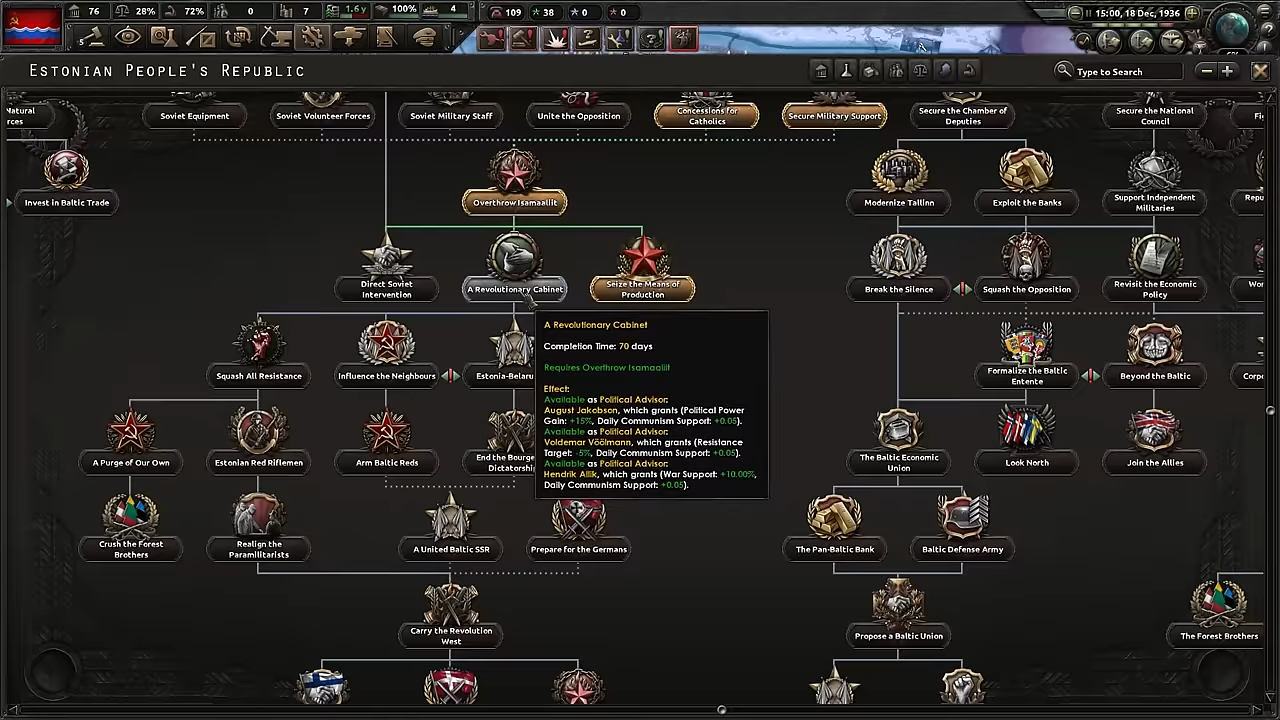 76 28% 72% 0 7 1.6y 100% 4 109 38 0 0 15:00, 18 Dec, 1936
5
Estonian People's Republic
Type to Search
Soviet Equipment
Soviet Volunteer Forces
Soviet Military Staff
Unite the Opposition
Concessions for
Catholics
Secure Military Support
Secure the Chamber of
Deputies
Secure the National
Council
Invest in Baltic Trade
Overthrow Isamaaliit
Modernize Tallinn
Exploit the Banks
Support Independent
Militaries
Direct Soviet
Intervention
A Revolutionary Cabinet
Seize the Means of
Production
Break the Silence
Squash the Opposition
Revisit the Economic
Policy
A Revolutionary Cabinet
Completion Time: 70 days
Requires Overthrow Isamaaliit
Effect:
Available as Political Advisor:
August Jakobson, which grants (Political Power
Gain: +15%, Daily Communism Support: +0.05).
Available as Political Advisor:
Voldemar Vöölmann, which grants (Resistance
Target: -5%, Daily Communism Support: +0.05).
Available as Political Advisor:
Hendrik Allik, which grants (War Support: +10.00%,
Daily Communism Support: +0.05).
Squash All Resistance
Influence the Neighbours
Estonia-Belaru
Formalize the Baltic
Entente
Beyond the Baltic
A Purge of Our Own
Estonian Red Riflemen
Arm Baltic Reds
End the Bourge
Dictatorshi
The Baltic Economic
Union
Look North
Join the Allies
Crush the Forest
Brothers
Realign the
Paramilitarists
A United Baltic SSR
Prepare for the Germans
The Pan-Baltic Bank
Baltic Defense Army
Carry the Revolution
West
Propose a Baltic Union
The Forest Brothers